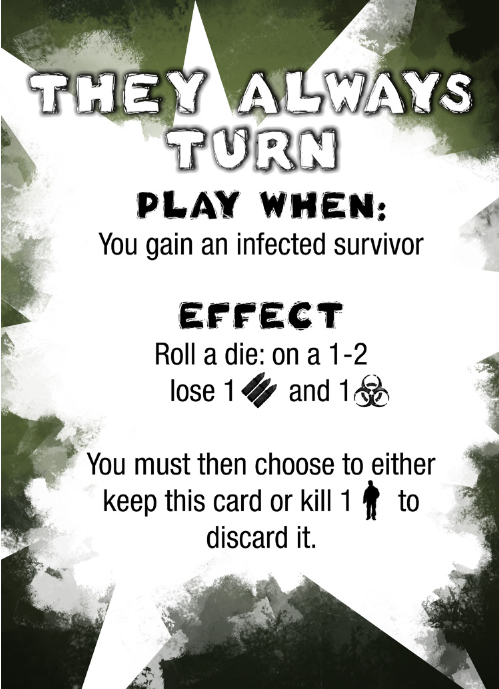 THEY ALWAYS
TURN
PLAY WHEN:
You gain an infected survivor
EFFECT
Roll a die: on a 1-2
lose 1 and 1
You must then choose to either
keep this card or kill 1 to
discard it.